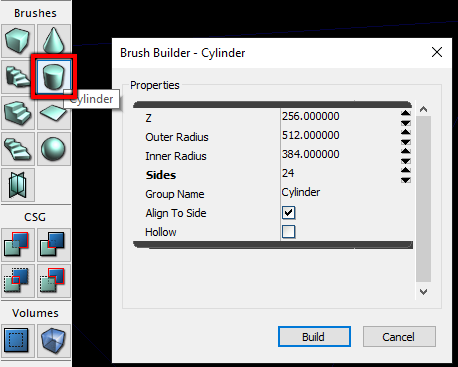 Brushes
Cylinder
CSG
Volumes
Brush Builder - Cylinder
Properties
Z 256.000000
Outer Radius 512.000000
Inner Radius 384.000000
Sides 24
Group Name Cylinder
Align To Side
Hollow
Build Cancel